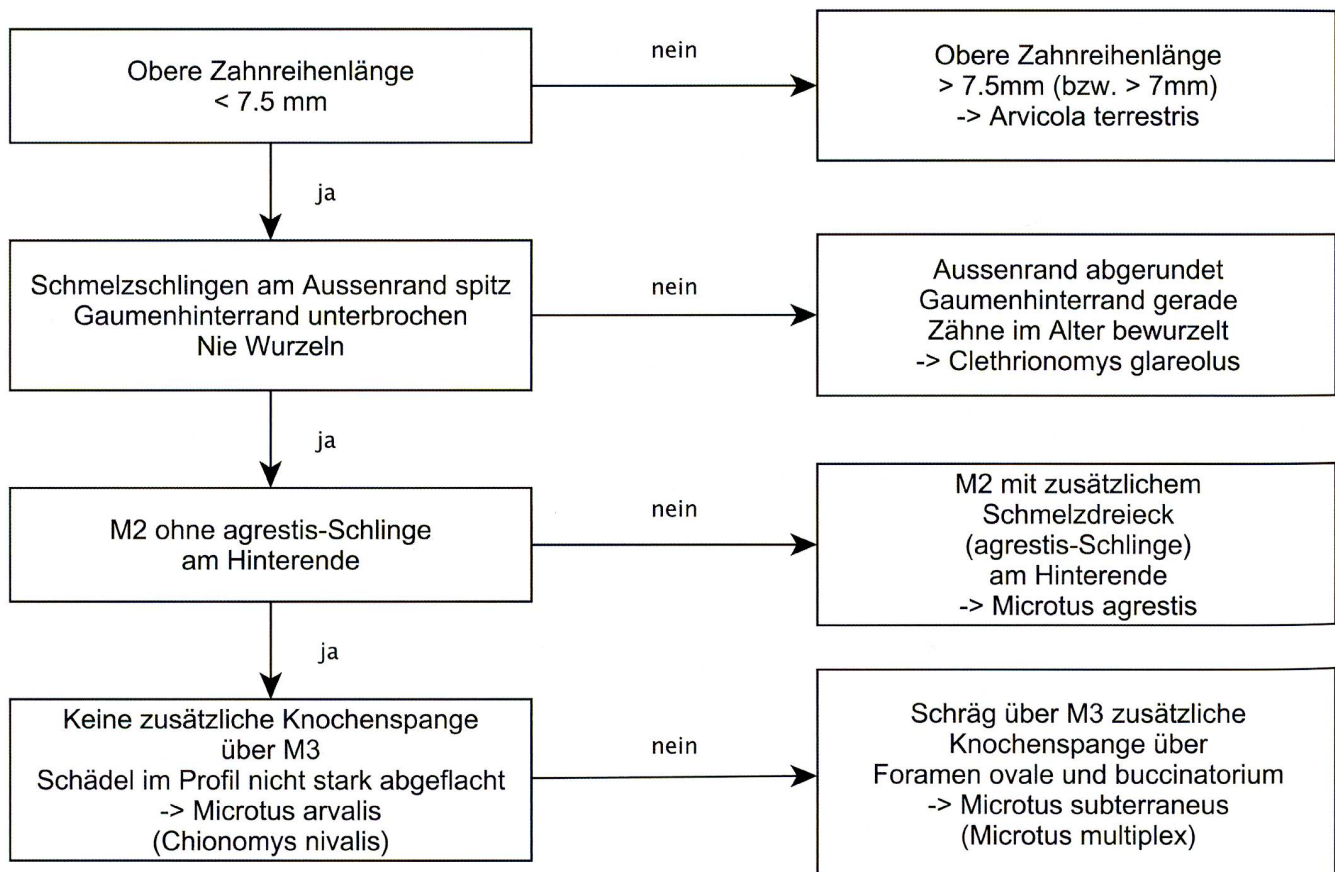 Obere Zahnreihenlänge
< 7.5 mm
nein
Obere Zahnreihenlänge
> 7.5mm (bzw. > 7mm)
-> Arvicola terrestris
ja
Schmelzschlingen am Aussenrand spitz
Gaumenhinterrand unterbrochen
Nie Wurzeln
nein
Aussenrand abgerundet
Gaumenhinterrand gerade
Zähne im Alter bewurzelt
-> Clethrionomys glareolus
ja
M2 ohne agrestis-Schlinge
am Hinterende
nein
M2 mit zusätzlichem
Schmelzdreieck
(agrestis-Schlinge)
am Hinterende
-> Microtus agrestis
ja
Keine zusätzliche Knochenspange
über M3
Schädel im Profil nicht stark abgeflacht
-> Microtus arvalis
(Chionomys nivalis)
nein
Schräg über M3 zusätzliche
Knochenspange über
Foramen ovale und buccinatorium
-> Microtus subterraneus
(Microtus multiplex)